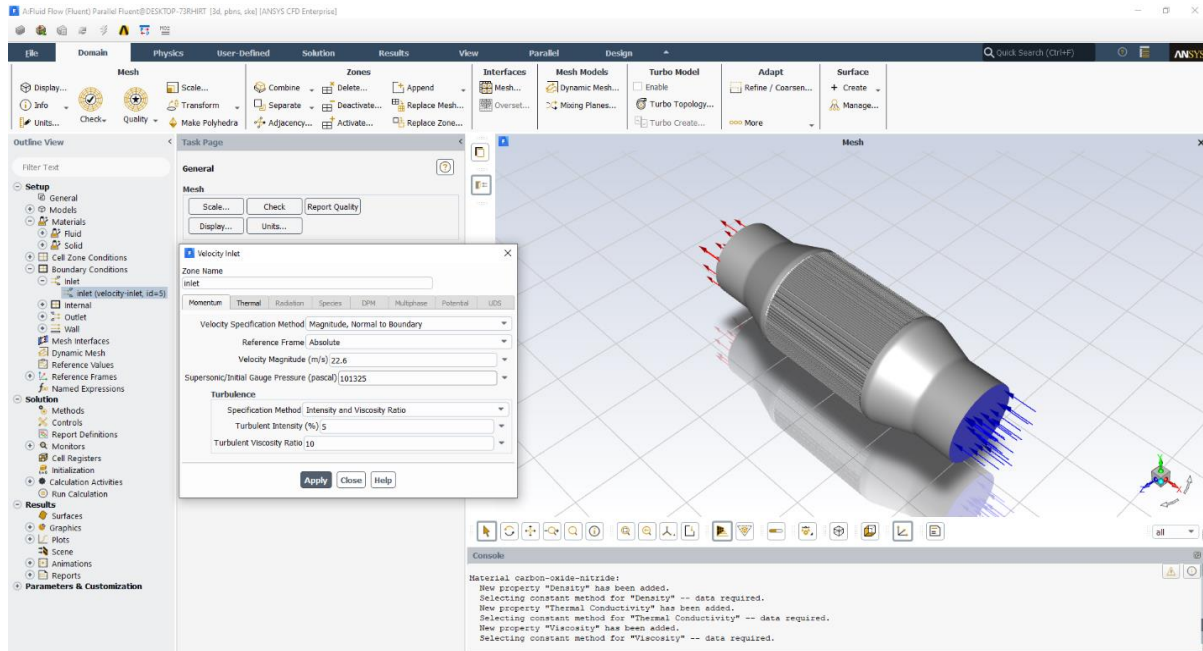 A:Fluid Flow (Fluent) Parallel Fluent@DESKTOP-73RHIRT [3d, pbns, ske] [ANSYS CFD Enterprise]
File Domain Physics User-Defined Solution Results View Parallel Design Quick Search (Ctrl+F) ANSYS
Mesh Zones Interfaces Mesh Models Turbo Model Adapt Surface
Display... Scale... Combine Delete... Append Mesh... Dynamic Mesh... Enable Refine / Coarsen... + Create
Info Check Quality Transform Separate Deactivate... Replace Mesh... Overset... Mixing Planes... Turbo Topology... Manage...
Units... Make Polyhedra Adjacency... Activate... Replace Zone... Turbo Create... More
Outline View
Filter Text
Setup
General
Models
Materials
Fluid
Solid
Cell Zone Conditions
Boundary Conditions
Inlet
inlet (velocity-inlet, id=5)
Internal
Outlet
Wall
Mesh Interfaces
Dynamic Mesh
Reference Values
Reference Frames
Named Expressions
Solution
Methods
Controls
Report Definitions
Monitors
Cell Registers
Initialization
Calculation Activities
Run Calculation
Results
Surfaces
Graphics
Plots
Scene
Animations
Reports
Parameters & Customization
Task Page
General
Mesh
Scale... Check Report Quality
Display... Units...
Velocity Inlet
Zone Name
inlet
Momentum Thermal Radiation Species DPM Multiphase Potential UDS
Velocity Specification Method Magnitude, Normal to Boundary
Reference Frame Absolute
Velocity Magnitude (m/s) 22.6
Supersonic/Initial Gauge Pressure (pascal) 101325
Turbulence
Specification Method Intensity and Viscosity Ratio
Turbulent Intensity (%) 5
Turbulent Viscosity Ratio 10
Apply Close Help
Mesh
all
Console
Material carbon-oxide-nitride:
New property "Density" has been added.
Selecting constant method for "Density" -- data required.
New property "Thermal Conductivity" has been added.
Selecting constant method for "Thermal Conductivity" -- data required.
New property "Viscosity" has been added.
Selecting constant method for "Viscosity" -- data required.